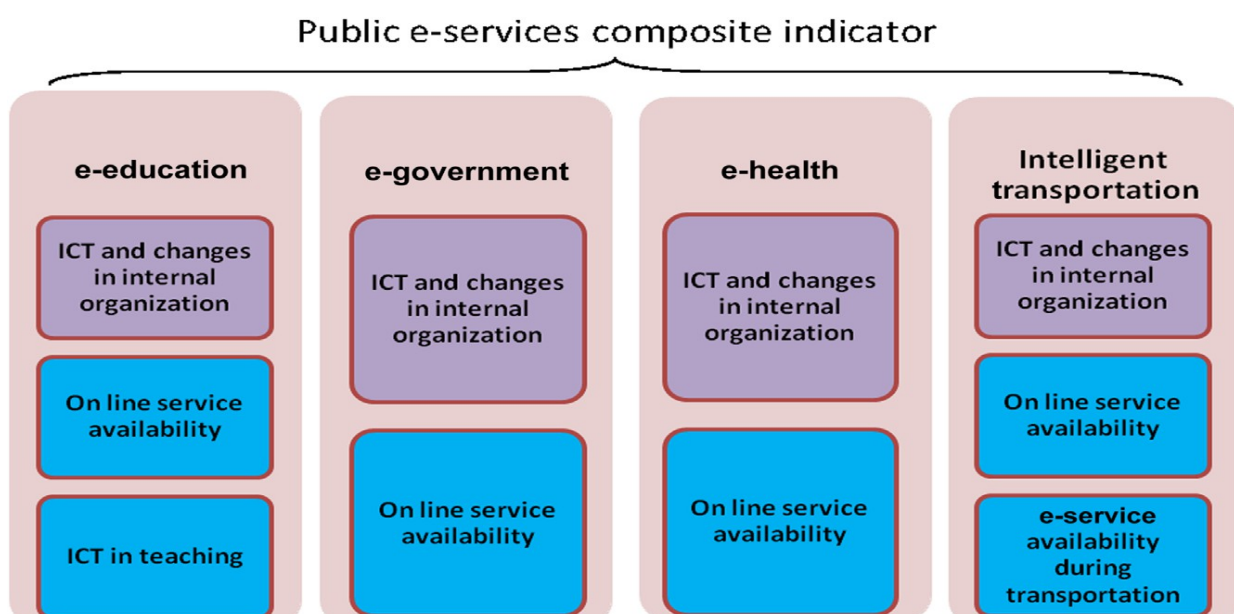 Public e-services composite indicator
e-education
ICT and changes
in internal
organization
On line service
availability
ICT in teaching
e-government
ICT and changes
in internal
organization
On line service
availability
e-health
ICT and changes
in internal
organization
On line service
availability
Intelligent
transportation
ICT and changes
in internal
organization
On line service
availability
e-service
availability
during
transportation